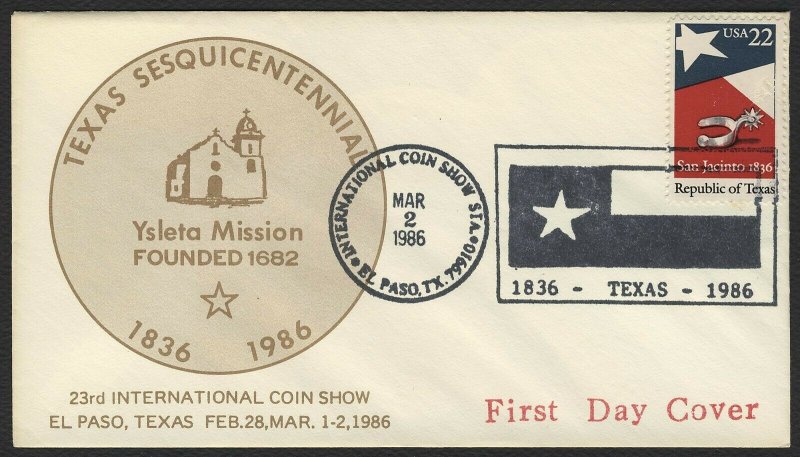 TEXAS SESQUICENTENNIAL
Ysleta Mission
FOUNDED 1682
1836 1986
23rd INTERNATIONAL COIN SHOW
EL PASO, TEXAS FEB.28,MAR. 1-2,1986
INTERNATIONAL COIN SHOW STA.
MAR
2
1986
EL PASO, TX. 79910
USA 22
San Jacinto 1836
Republic of Texas
1836 - TEXAS - 1986
First Day Cover